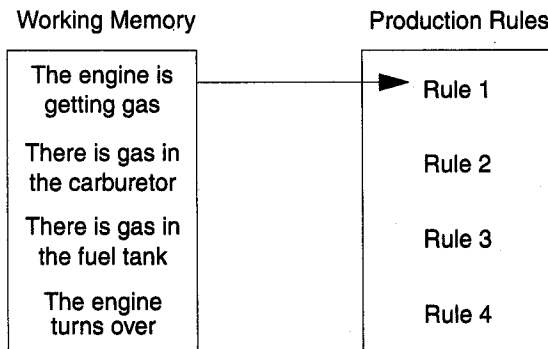 Working Memory
Production Rules
The engine is
getting gas
Rule 1
There is gas in
the carburetor
Rule 2
There is gas in
the fuel tank
Rule 3
The engine
turns over
Rule 4